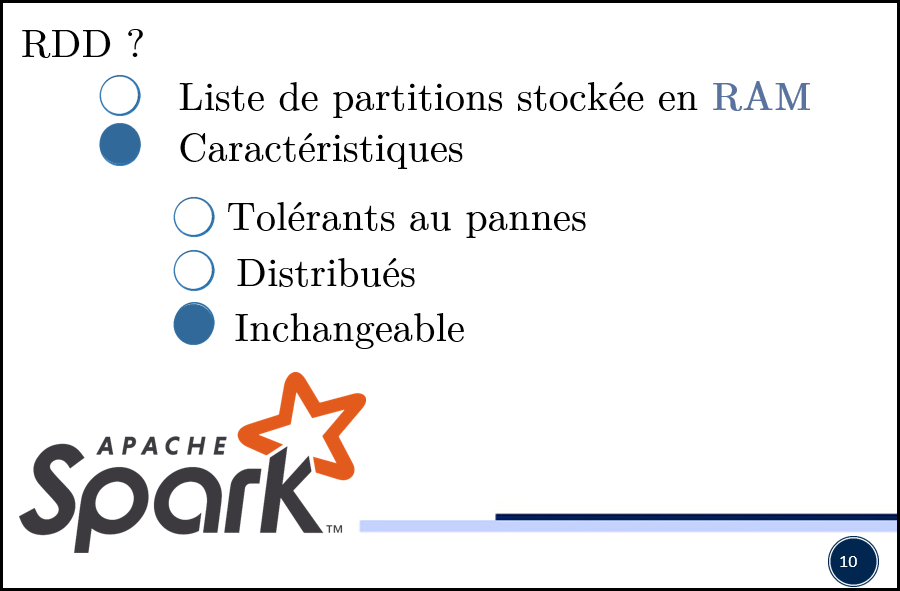 RDD ?
Liste de partitions stockée en RAM
Caractéristiques
Tolérants au pannes
Distribués
Inchangeable
APACHE
Spark™
10